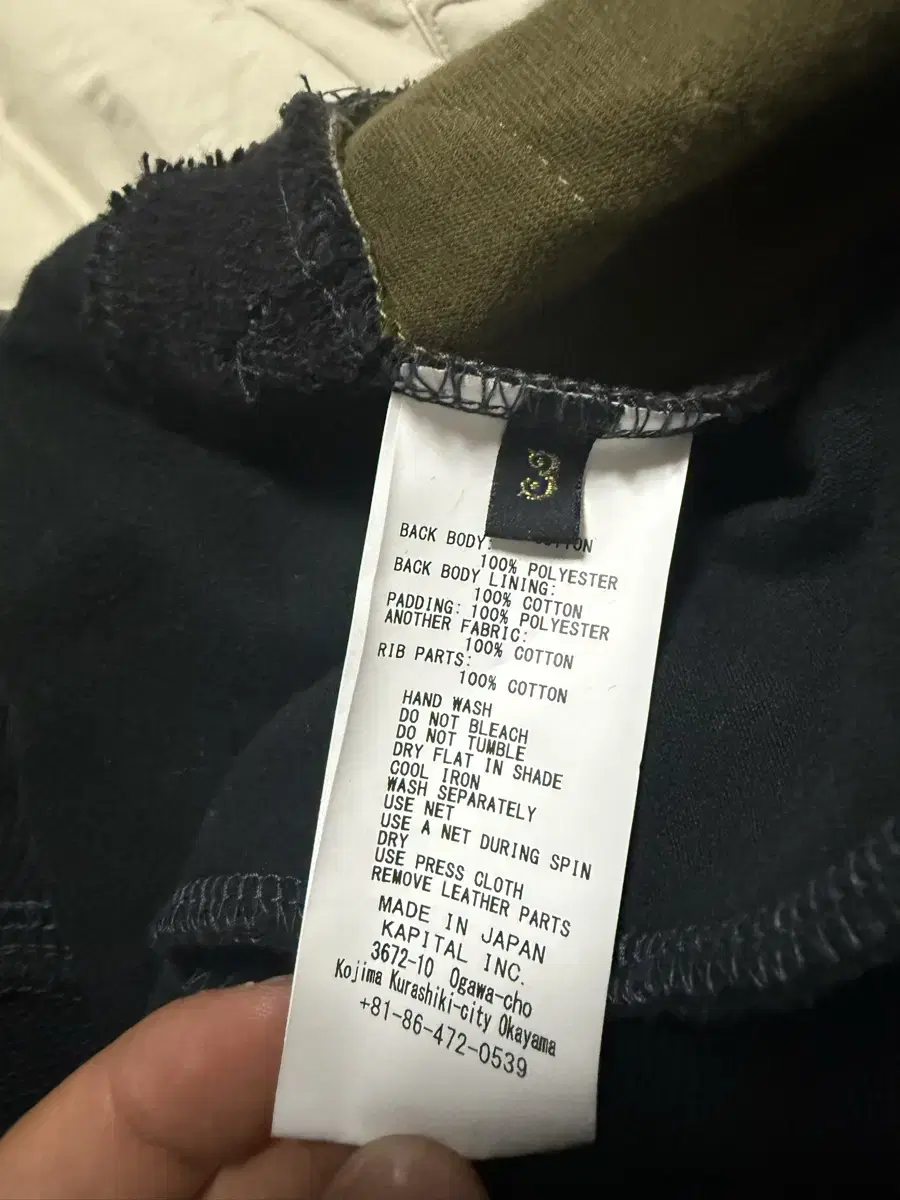 3
BACK BODY: COTTON
100% POLYESTER
BACK BODY LINING:
100% COTTON
PADDING: 100% POLYESTER
ANOTHER FABRIC:
100% COTTON
RIB PARTS:
100% COTTON
HAND WASH
DO NOT BLEACH
DO NOT TUMBLE
DRY FLAT IN SHADE
COOL IRON
WASH SEPARATELY
USE NET
USE A NET DURING SPIN
DRY
USE PRESS CLOTH
REMOVE LEATHER PARTS
MADE IN JAPAN
KAPITAL INC.
3672-10 Ogawa-cho
Kojima Kurashiki-city Okayama
+81-86-472-0539